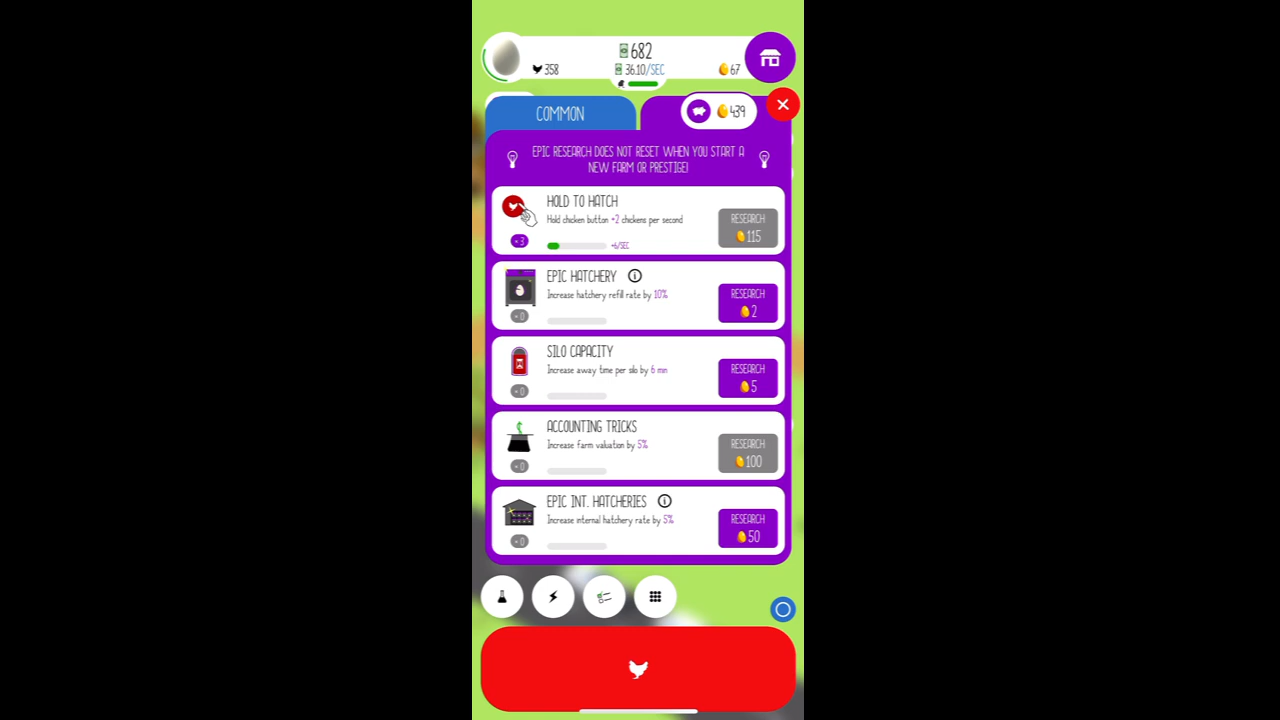 682
358
36.10/SEC
67
COMMON
439
EPIC RESEARCH DOES NOT RESET WHEN YOU START A
NEW FARM OR PRESTIGE!
HOLD TO HATCH
Hold chicken button +2 chickens per second
× 3
+6/SEC
RESEARCH
115
EPIC HATCHERY
Increase hatchery refill rate by 10%
× 0
RESEARCH
2
SILO CAPACITY
Increase away time per silo by 6 min
× 0
RESEARCH
5
ACCOUNTING TRICKS
Increase farm valuation by 5%
× 0
RESEARCH
100
EPIC INT. HATCHERIES
Increase internal hatchery rate by 5%
× 0
RESEARCH
50